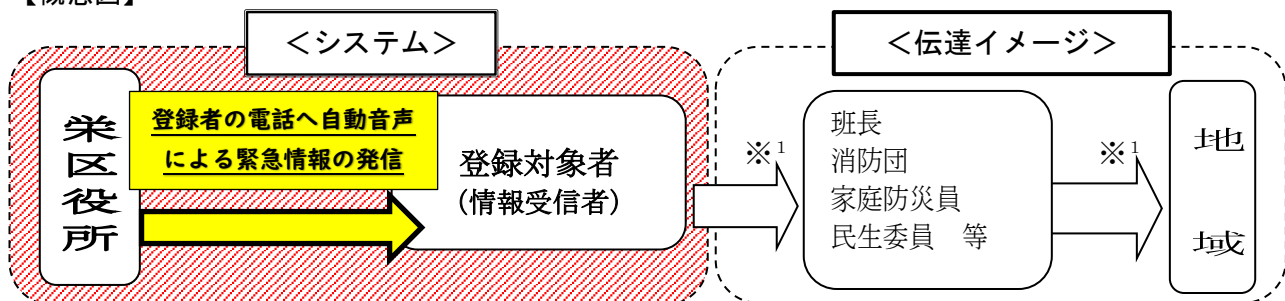 【概念図】
＜システム＞
＜伝達イメージ＞
栄区役所
登録者の電話へ自動音声
による緊急情報の発信
登録対象者
（情報受信者）
※1
班長
消防団
家庭防災員
民生委員　等
※1
地域